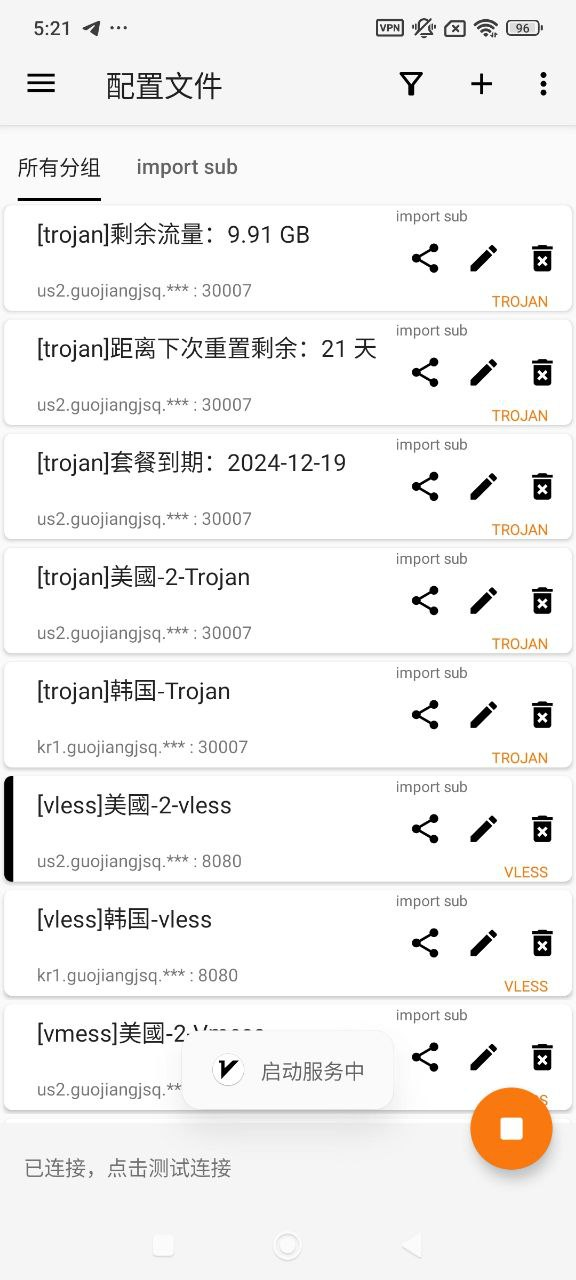 5:21
VPN
96
配置文件
所有分组
import sub
import sub
[trojan]剩余流量：9.91 GB
us2.guojiangjsq.*** : 30007
TROJAN
import sub
[trojan]距离下次重置剩余：21 天
us2.guojiangjsq.*** : 30007
TROJAN
import sub
[trojan]套餐到期：2024-12-19
us2.guojiangjsq.*** : 30007
TROJAN
import sub
[trojan]美國-2-Trojan
us2.guojiangjsq.*** : 30007
TROJAN
import sub
[trojan]韩国-Trojan
kr1.guojiangjsq.*** : 30007
TROJAN
import sub
[vless]美國-2-vless
us2.guojiangjsq.*** : 8080
VLESS
import sub
[vless]韩国-vless
kr1.guojiangjsq.*** : 8080
VLESS
import sub
[vmess]美國-2-Vmess
us2.guojiangjsq.**
启动服务中
已连接，点击测试连接